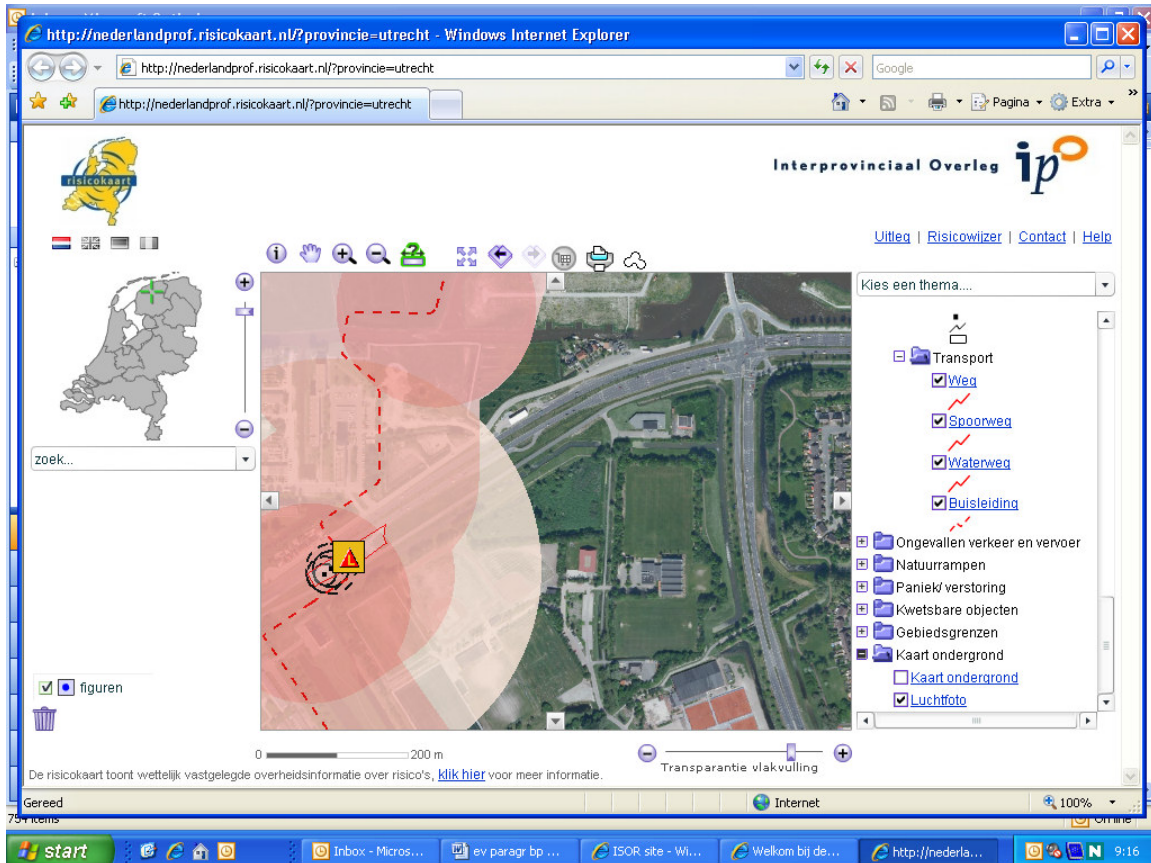 http://nederlandprof.risicokaart.nl/?provincie=utrecht - Windows Internet Explorer
http://nederlandprof.risicokaart.nl/?provincie=utrecht
Google
http://nederlandprof.risicokaart.nl/?provincie=utrecht
Pagina
Extra
»
risicokaart
Interprovinciaal Overleg ipo
Uitleg | Risicowijzer | Contact | Help
Kies een thema....
Transport
Weg
Spoorweg
Waterweg
Buisleiding
Ongevallen verkeer en vervoer
Natuurrampen
Paniek/ verstoring
Kwetsbare objecten
Gebiedsgrenzen
Kaart ondergrond
Kaart ondergrond
Luchtfoto
zoek...
figuren
0 200 m
Transparantie vlakvulling
De risicokaart toont wettelijk vastgelegde overheidsinformatie over risico's, klik hier voor meer informatie.
Gereed
Internet
100%
start
Inbox - Micros...
ev paragr bp ...
ISOR site - Wi...
Welkom bij de...
http://nederla...
9:16